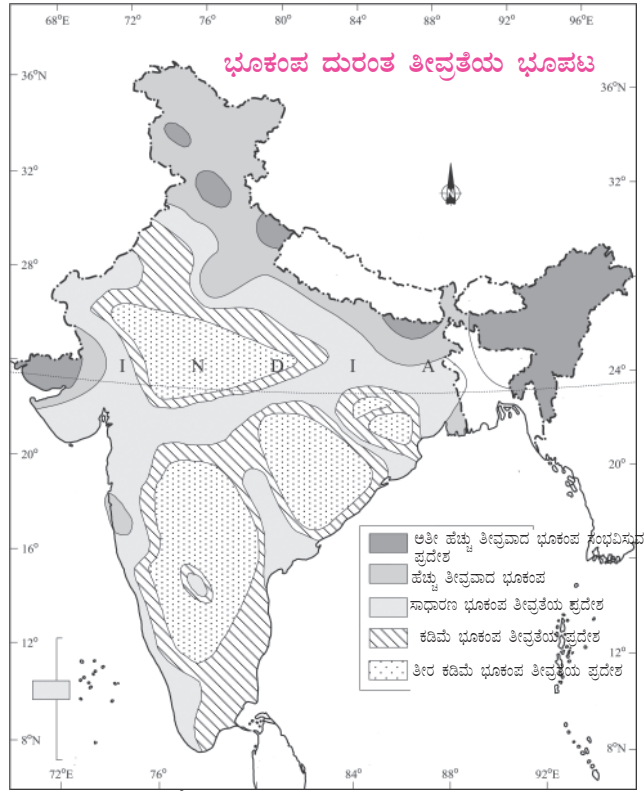 68°E 72° 76° 80° 84° 88° 92° 96°E
ಭೂಕಂಪ ದುರಂತ ತೀವ್ರತೆಯ ಭೂಪಟ
36°N 36°N
32° 32°
N
28° 28°
I N D I A
24° 24°
20° 20°
ಅತೀ ಹೆಚ್ಚು ತೀವ್ರವಾದ ಭೂಕಂಪ ಸಂಭವಿಸುವ
ಪ್ರದೇಶ
16° 16°
ಹೆಚ್ಚು ತೀವ್ರವಾದ ಭೂಕಂಪ
ಸಾಧಾರಣ ಭೂಕಂಪ ತೀವ್ರತೆಯ ಪ್ರದೇಶ
12° ಕಡಿಮೆ ಭೂಕಂಪ ತೀವ್ರತೆಯ ಪ್ರದೇಶ 12°
ತೀರ ಕಡಿಮೆ ಭೂಕಂಪ ತೀವ್ರತೆಯ ಪ್ರದೇಶ
8°N 8°N
72°E 76° 84° 88° 92°E